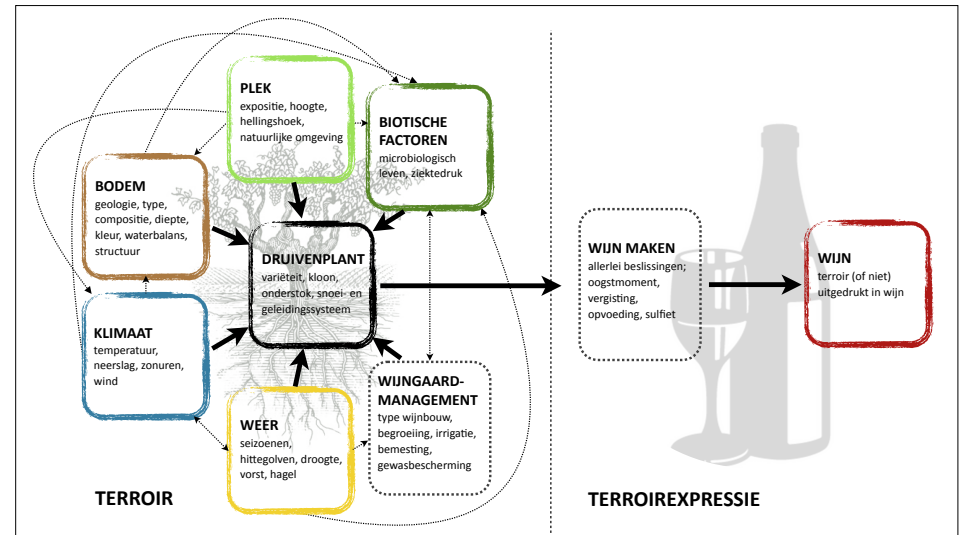 PLEK
expositie, hoogte,
hellingshoek,
natuurlijke omgeving
BIOTISCHE
FACTOREN
microbiologisch
leven, ziektedruk
BODEM
geologie, type,
compositie, diepte,
kleur, waterbalans,
structuur
DRUIVENPLANT
variëteit, kloon,
onderstok, snoei- en
geleidingssysteem
KLIMAAT
temperatuur,
neerslag, zonuren,
wind
WEER
seizoenen,
hittegolven, droogte,
vorst, hagel
WIJNGAARD-
MANAGEMENT
type wijnbouw,
begroeiing, irrigatie,
bemesting,
gewasbescherming
TERROIR
WIJN MAKEN
allerlei beslissingen;
oogstmoment,
vergisting,
opvoeding, sulfiet
WIJN
terroir (of niet)
uitgedrukt in wijn
TERROIREXPRESSIE